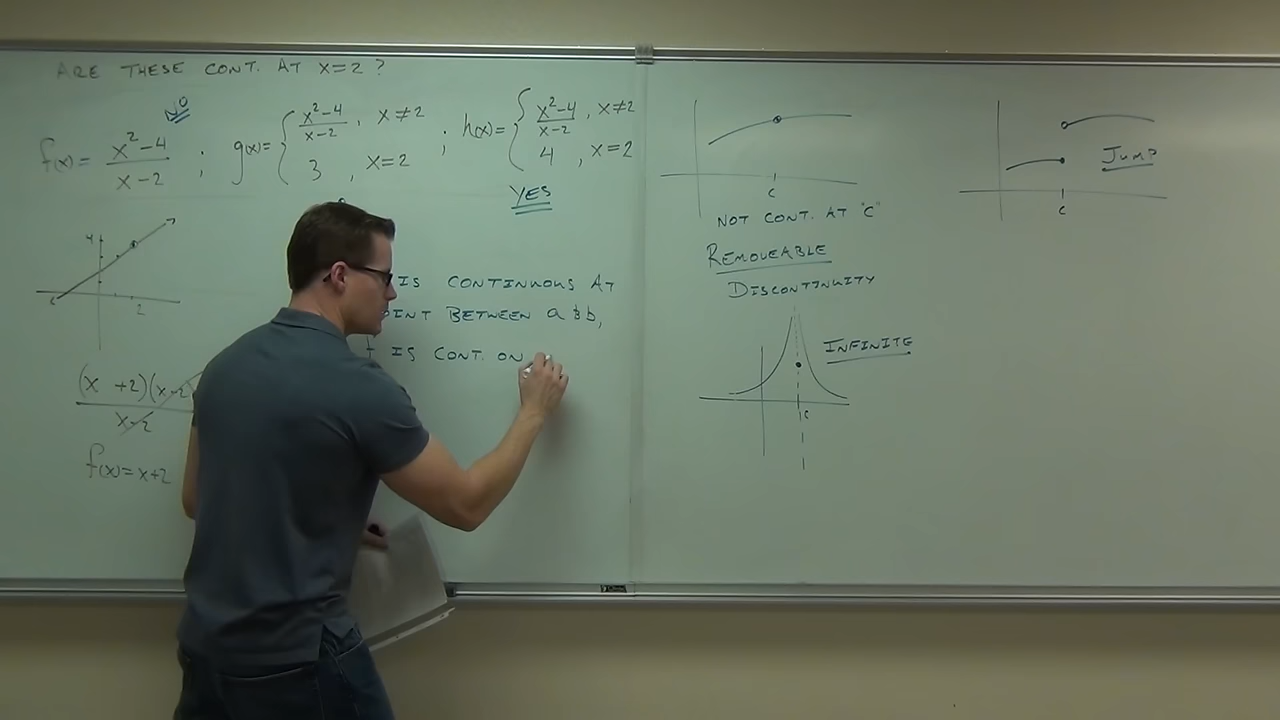 ARE THESE CONT. AT X=2?
NO
f(x) = x²-4 / x-2 ; g(x) = { x²-4 / x-2 , x≠2 ; h(x) = { x²-4 / x-2 , x≠2
3 , x=2
4 , x=2
YES
4
2
(x+2)(x-2)
x-2
f(x)=x+2
IS CONTINUOUS AT
BETWEEN a & b,
f IS CONT. ON
c
NOT CONT. AT "C"
REMOVEABLE
DISCONTINUITY
INFINITE
c
JUMP
c